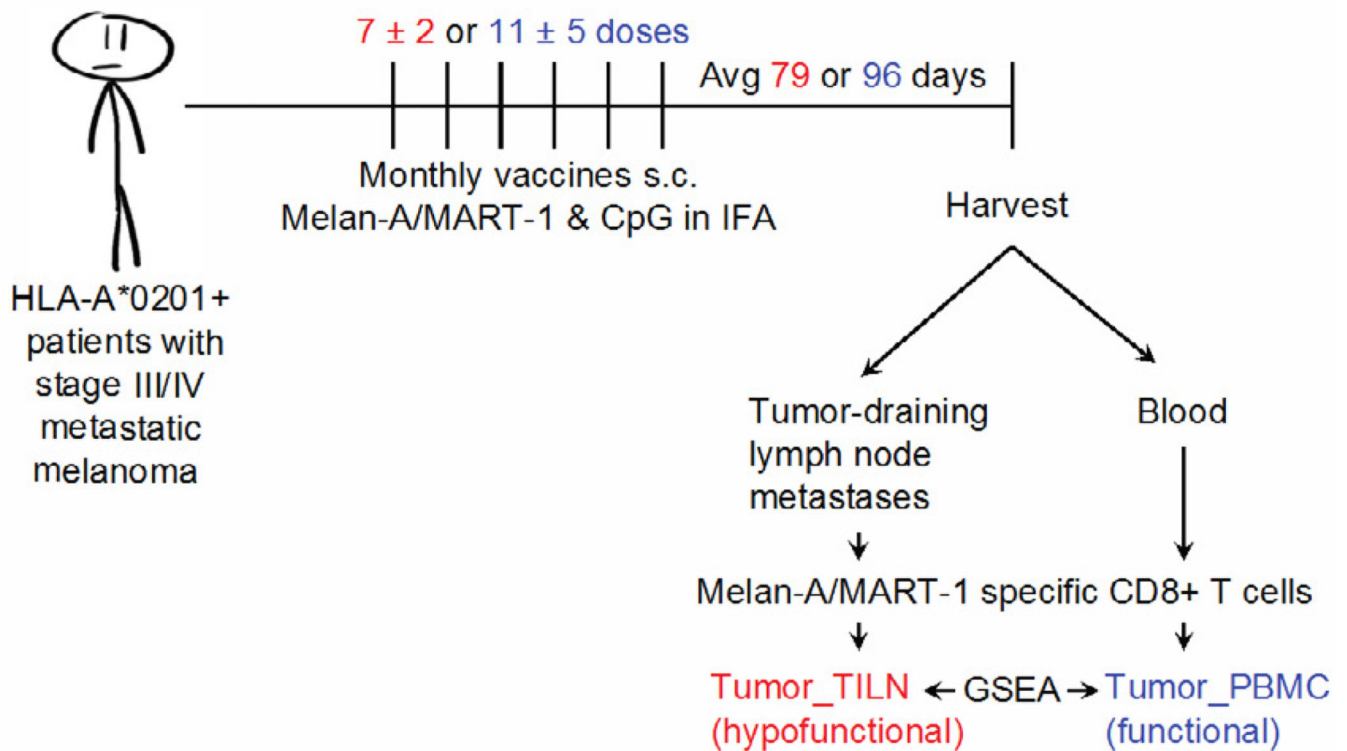 7 ± 2 or 11 ± 5 doses
Avg 79 or 96 days
Monthly vaccines s.c.
Melan-A/MART-1 & CpG in IFA
Harvest
HLA-A*0201+
patients with
stage III/IV
metastatic
melanoma
Tumor-draining
lymph node
metastases
Blood
Melan-A/MART-1 specific CD8+ T cells
Tumor_TILN GSEA Tumor_PBMC
(hypofunctional) (functional)